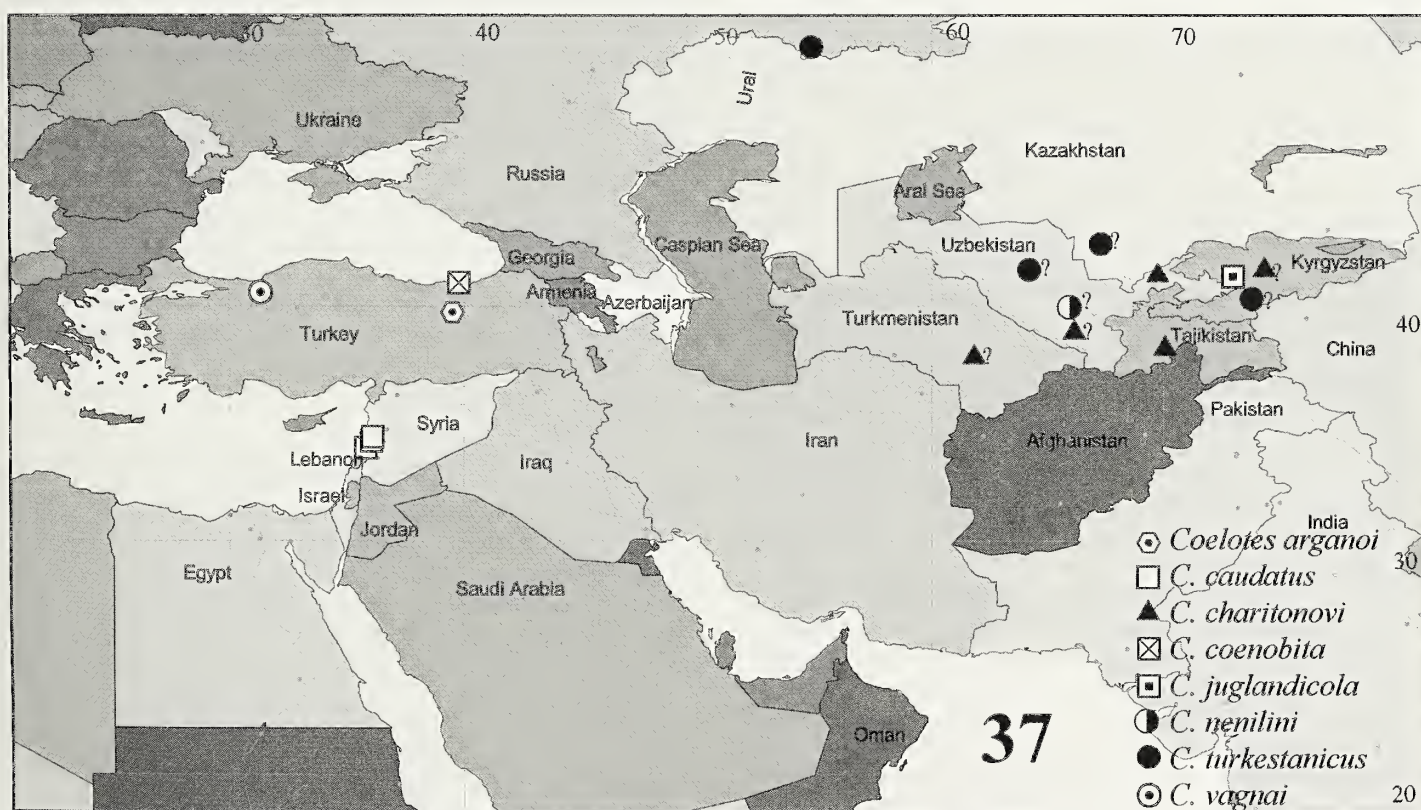 30 40 50 60 70
Ukraine
Ural
Kazakhstan
Russia
Aral Sea
Caspian Sea
Uzbekistan
?
Georgia
?
Kyrgyzstan
?
Armenia
Azerbaijan
?
?
Turkey
Turkmenistan
?
Tajikistan
40
?
China
Pakistan
Syria
Iran
Afghanistan
Lebanon
Iraq
Israel
Jordan
India
Egypt
Saudi Arabia
30
Oman
37
Coelotes arganoi
C. caudatus
C. charitonovi
C. coenobita
C. juglandicola
C. nenilini
C. turkestanicus
C. vagnai
20